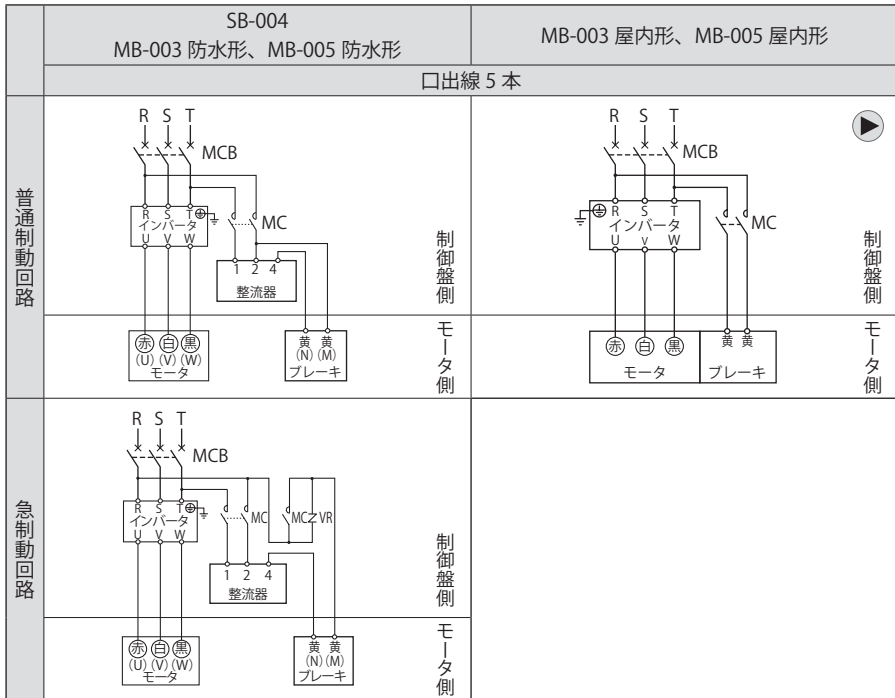 SB-004
MB-003 防水形、MB-005 防水形
MB-003 屋内形、MB-005 屋内形
口出線 5 本
普通制動回路
R S T
MCB
R S T
インバータ
U V W
MC
1 2 4
整流器
制御盤側
赤 白 黒
(U) (V) (W)
モータ
黄 黄
(N) (M)
ブレーキ
モータ側
R S T
MCB
R S T
インバータ
U V W
MC
制御盤側
赤 白 黒
モータ
黄 黄
ブレーキ
モータ側
急制動回路
R S T
MCB
R S T
インバータ
U V W
MC
MC
VR
1 2 4
整流器
制御盤側
赤 白 黒
(U) (V) (W)
モータ
黄 黄
(N) (M)
ブレーキ
モータ側